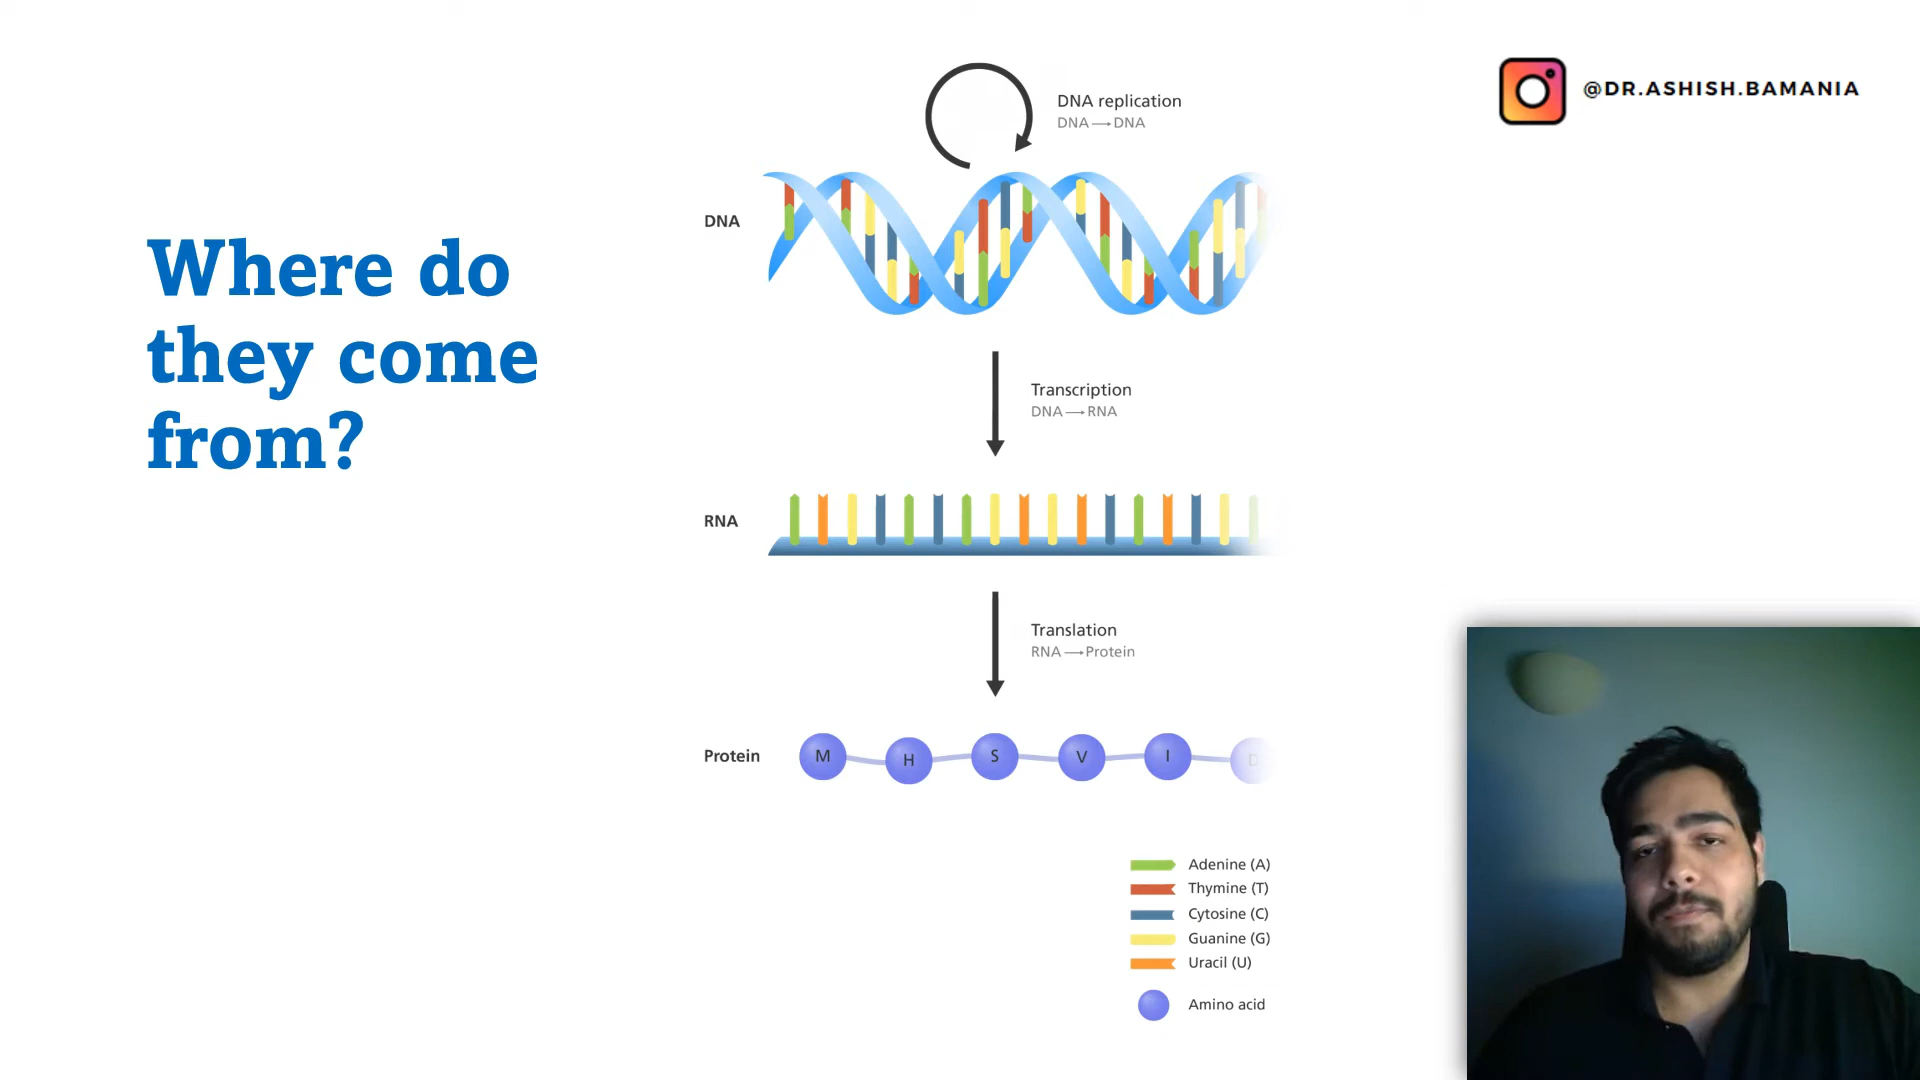 Where do
they come
from?
DNA replication
DNA → DNA
DNA
Transcription
DNA → RNA
RNA
Translation
RNA → Protein
Protein
M H S V I D
Adenine (A)
Thymine (T)
Cytosine (C)
Guanine (G)
Uracil (U)
Amino acid
@DR.ASHISH.BAMANIA